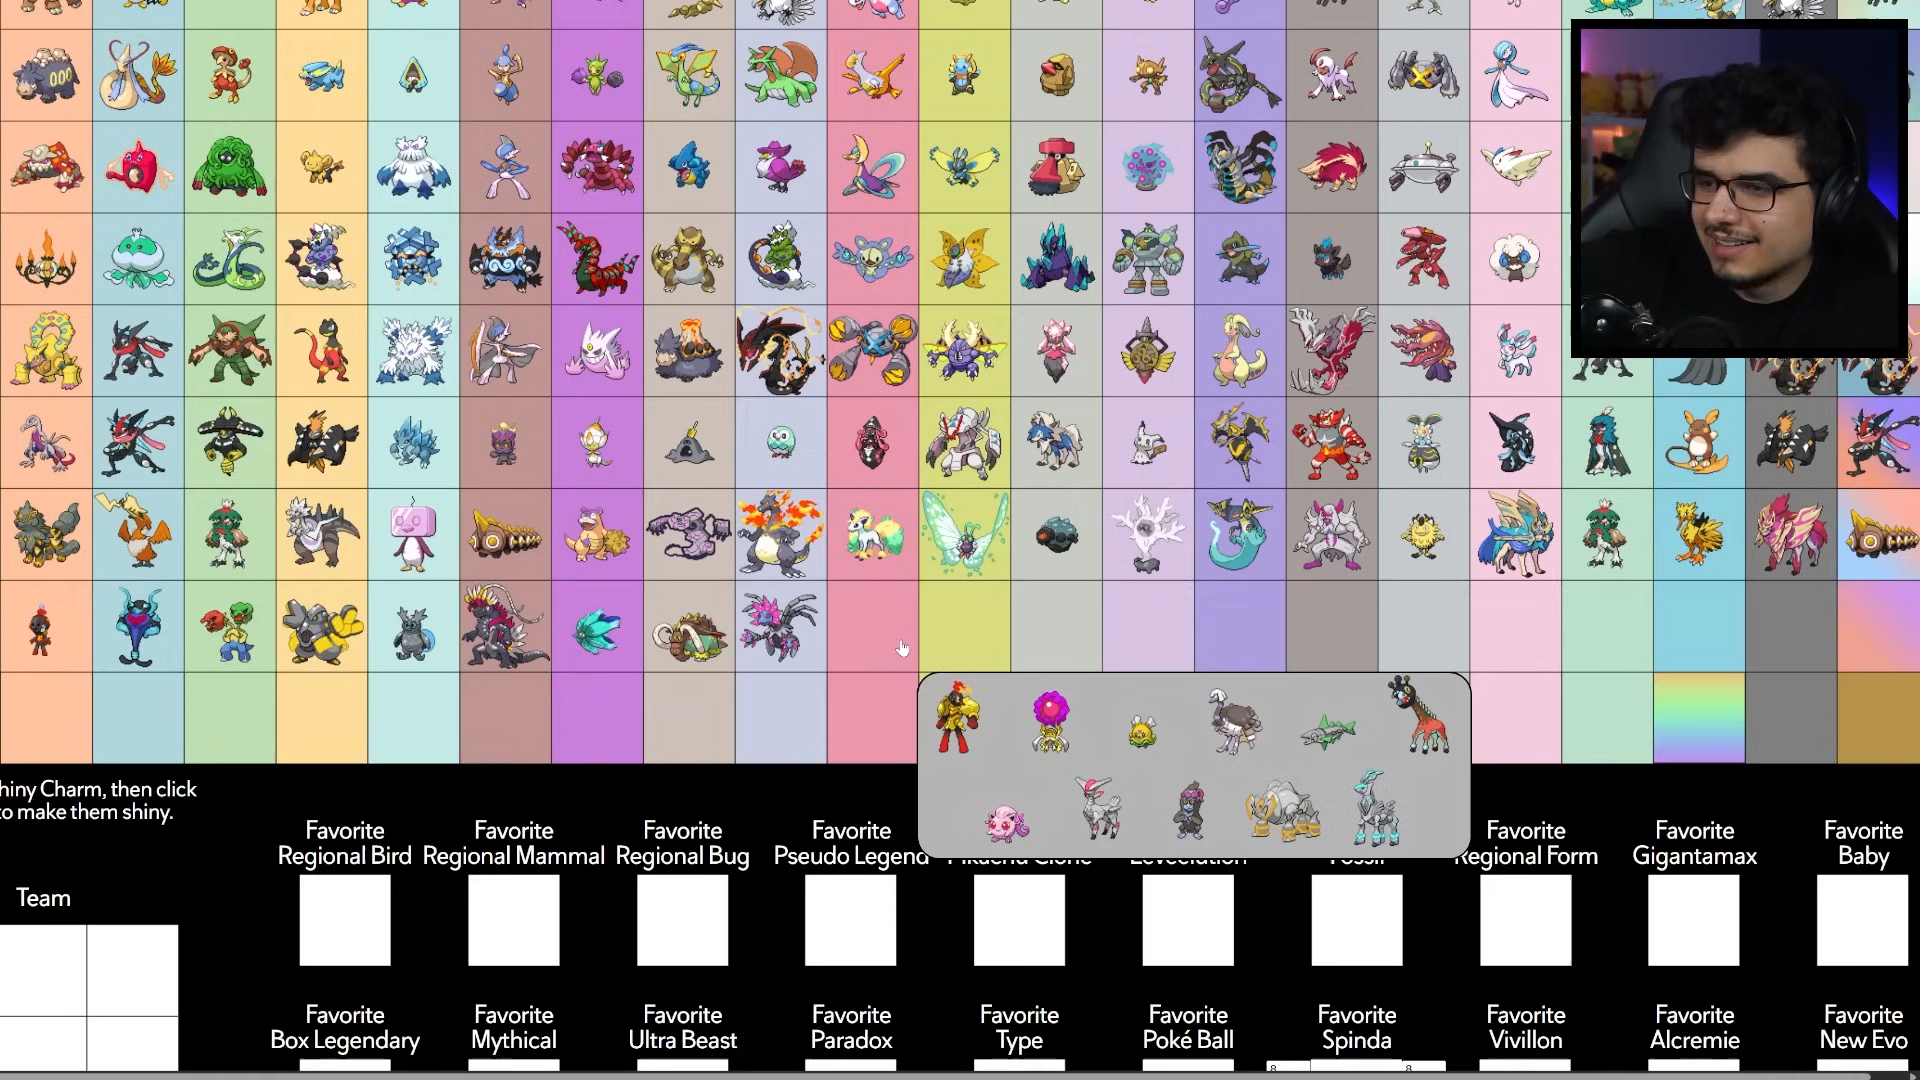 hiny Charm, then click
o make them shiny.
Team
Favorite
Regional Bird
Favorite
Regional Mammal
Favorite
Regional Bug
Favorite
Pseudo Legend
Favorite
Regional Form
Favorite
Gigantamax
Favorite
Baby
Favorite
Box Legendary
Favorite
Mythical
Favorite
Ultra Beast
Favorite
Paradox
Favorite
Type
Favorite
Poké Ball
Favorite
Spinda
Favorite
Vivillon
Favorite
Alcremie
Favorite
New Evo
8
8